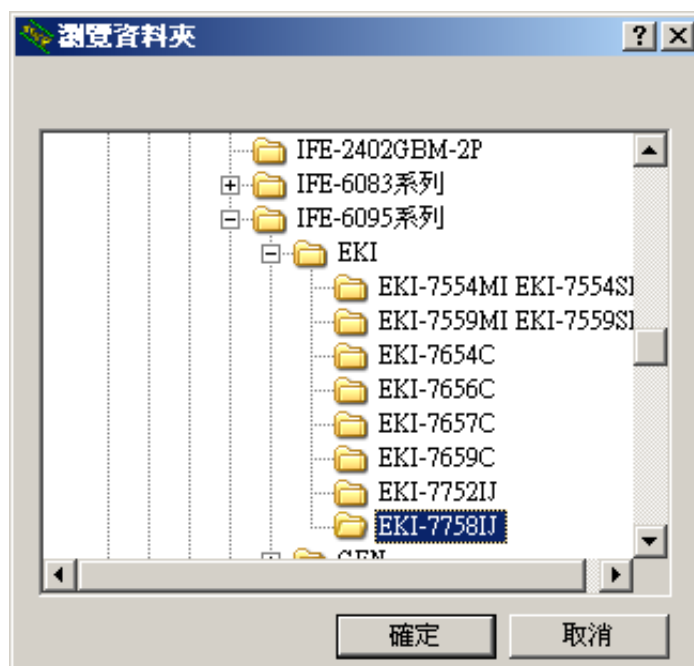 瀏覽資料夾
IFE-2402GBM-2P
IFE-6083系列
IFE-6095系列
EKI
EKI-7554MI EKI-7554SI
EKI-7559MI EKI-7559SI
EKI-7654C
EKI-7656C
EKI-7657C
EKI-7659C
EKI-7752IJ
EKI-7758IJ
GEN
確定 取消